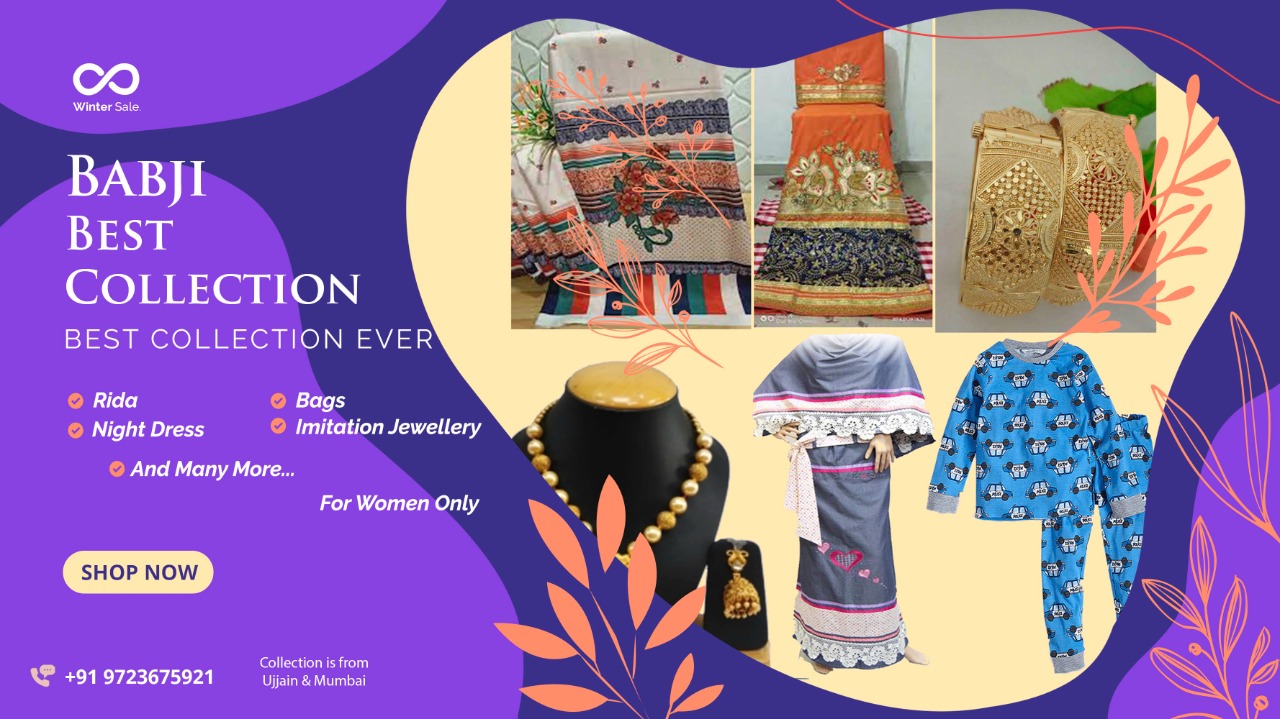 Winter Sale.
BABJI
BEST
COLLECTION
BEST COLLECTION EVER
Rida
Bags
Night Dress
Imitation Jewellery
And Many More...
For Women Only
SHOP NOW
+91 9723675921
Collection is from
Ujjain & Mumbai